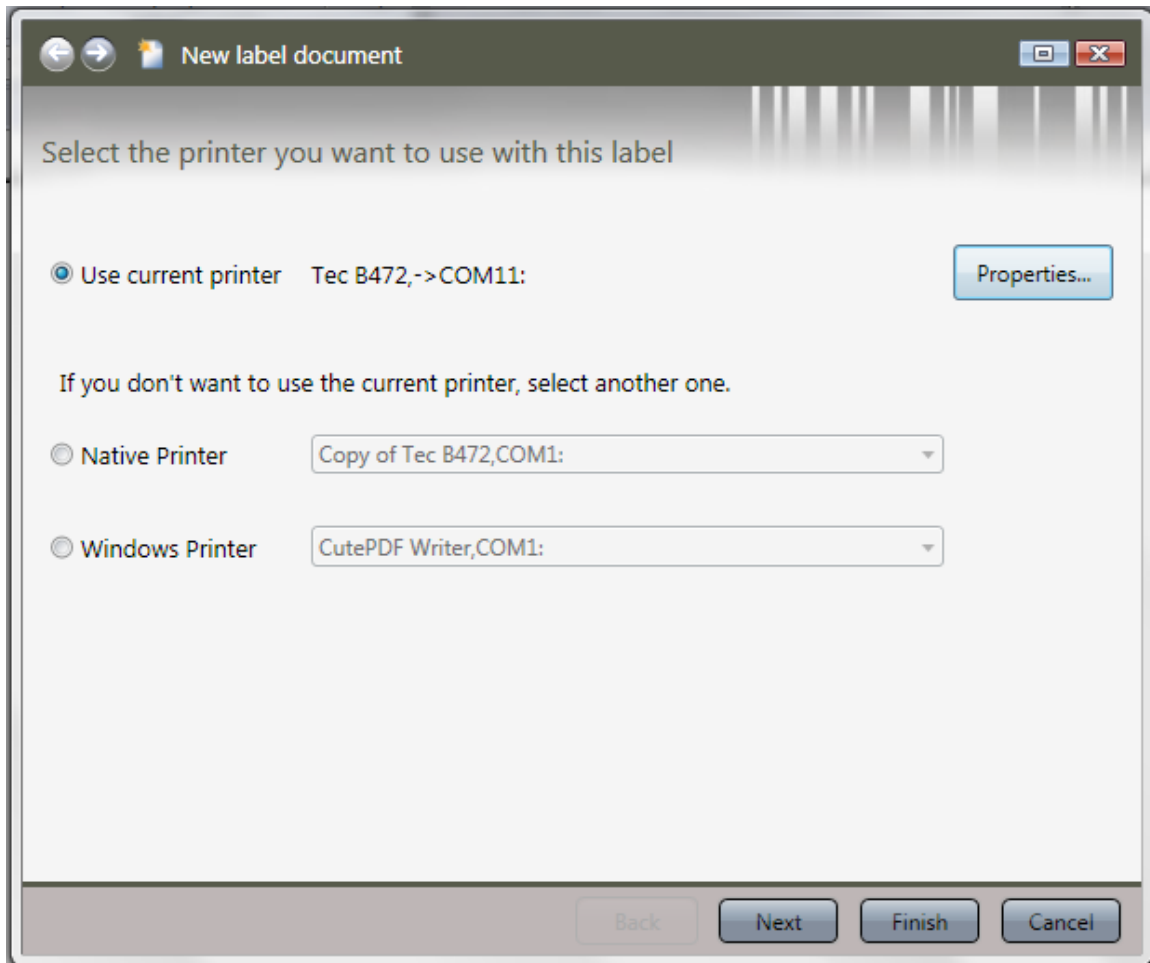 New label document
Select the printer you want to use with this label
Use current printer Tec B472,->COM11: Properties...
If you don't want to use the current printer, select another one.
Native Printer Copy of Tec B472,COM1:
Windows Printer CutePDF Writer,COM1:
Back Next Finish Cancel